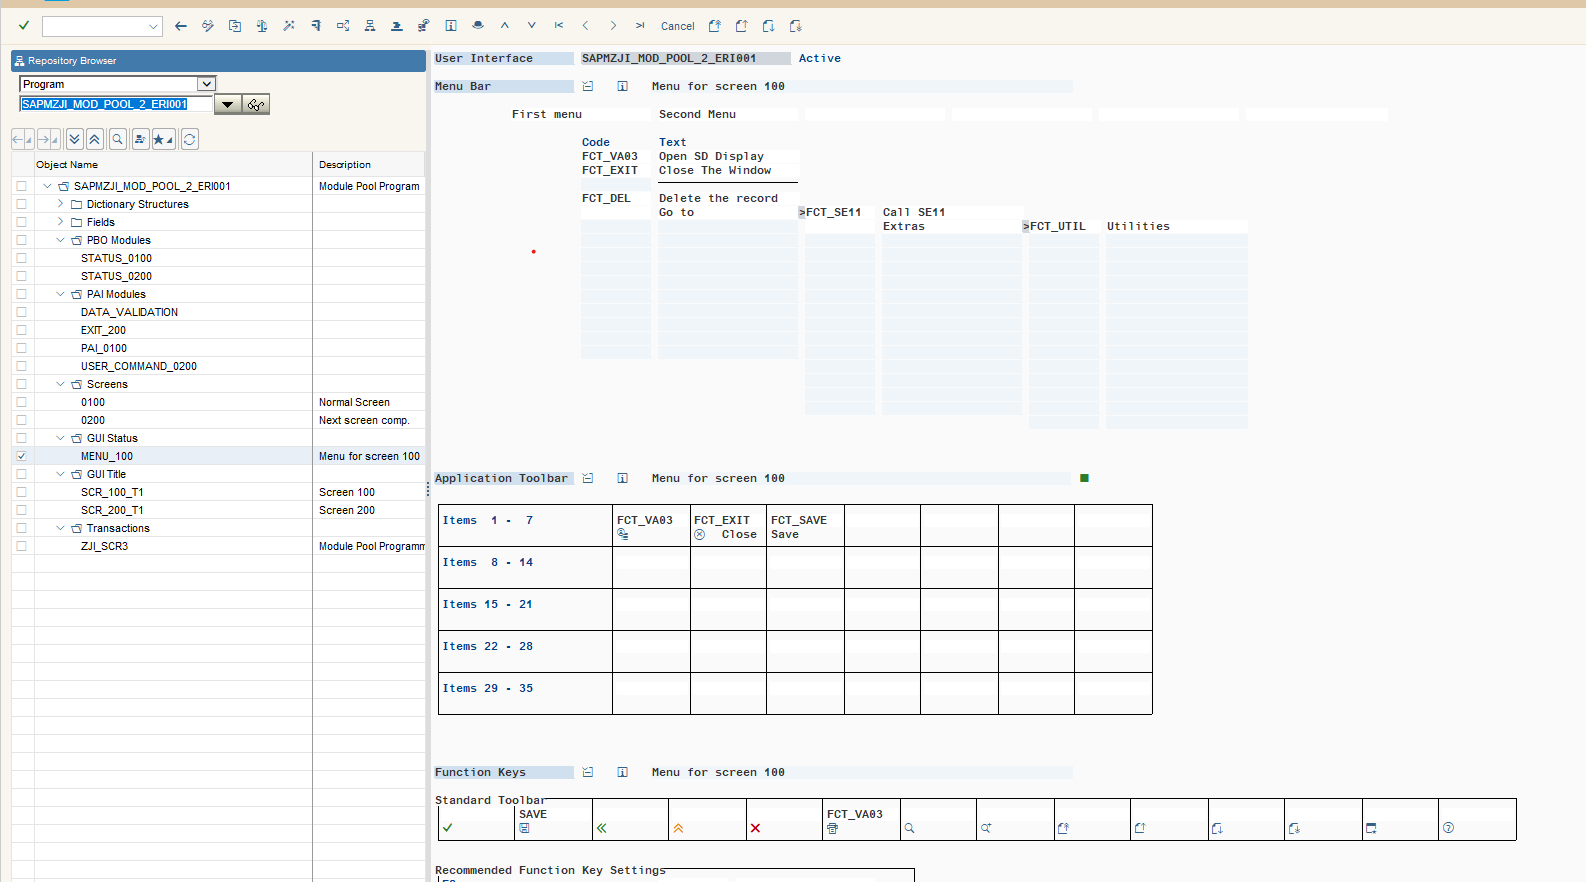 Cancel
Repository Browser
Program
SAPMZJI_MOD_POOL_2_ERI001
Object Name Description
SAPMZJI_MOD_POOL_2_ERI001 Module Pool Program
Dictionary Structures
Fields
PBO Modules
STATUS_0100
STATUS_0200
PAI Modules
DATA_VALIDATION
EXIT_200
PAI_0100
USER_COMMAND_0200
Screens
0100 Normal Screen
0200 Next screen comp.
GUI Status
MENU_100 Menu for screen 100
GUI Title
SCR_100_T1 Screen 100
SCR_200_T1 Screen 200
Transactions
ZJI_SCR3 Module Pool Programm
User Interface SAPMZJI_MOD_POOL_2_ERI001 Active
Menu Bar Menu for screen 100
First menu Second Menu
Code Text
FCT_VA03 Open SD Display
FCT_EXIT Close The Window
FCT_DEL Delete the record
Go to >FCT_SE11 Call SE11
Extras >FCT_UTIL Utilities
Application Toolbar Menu for screen 100
Items 1 - 7 FCT_VA03 FCT_EXIT FCT_SAVE
Close Save
Items 8 - 14
Items 15 - 21
Items 22 - 28
Items 29 - 35
Function Keys Menu for screen 100
Standard Toolbar
SAVE FCT_VA03
Recommended Function Key Settings